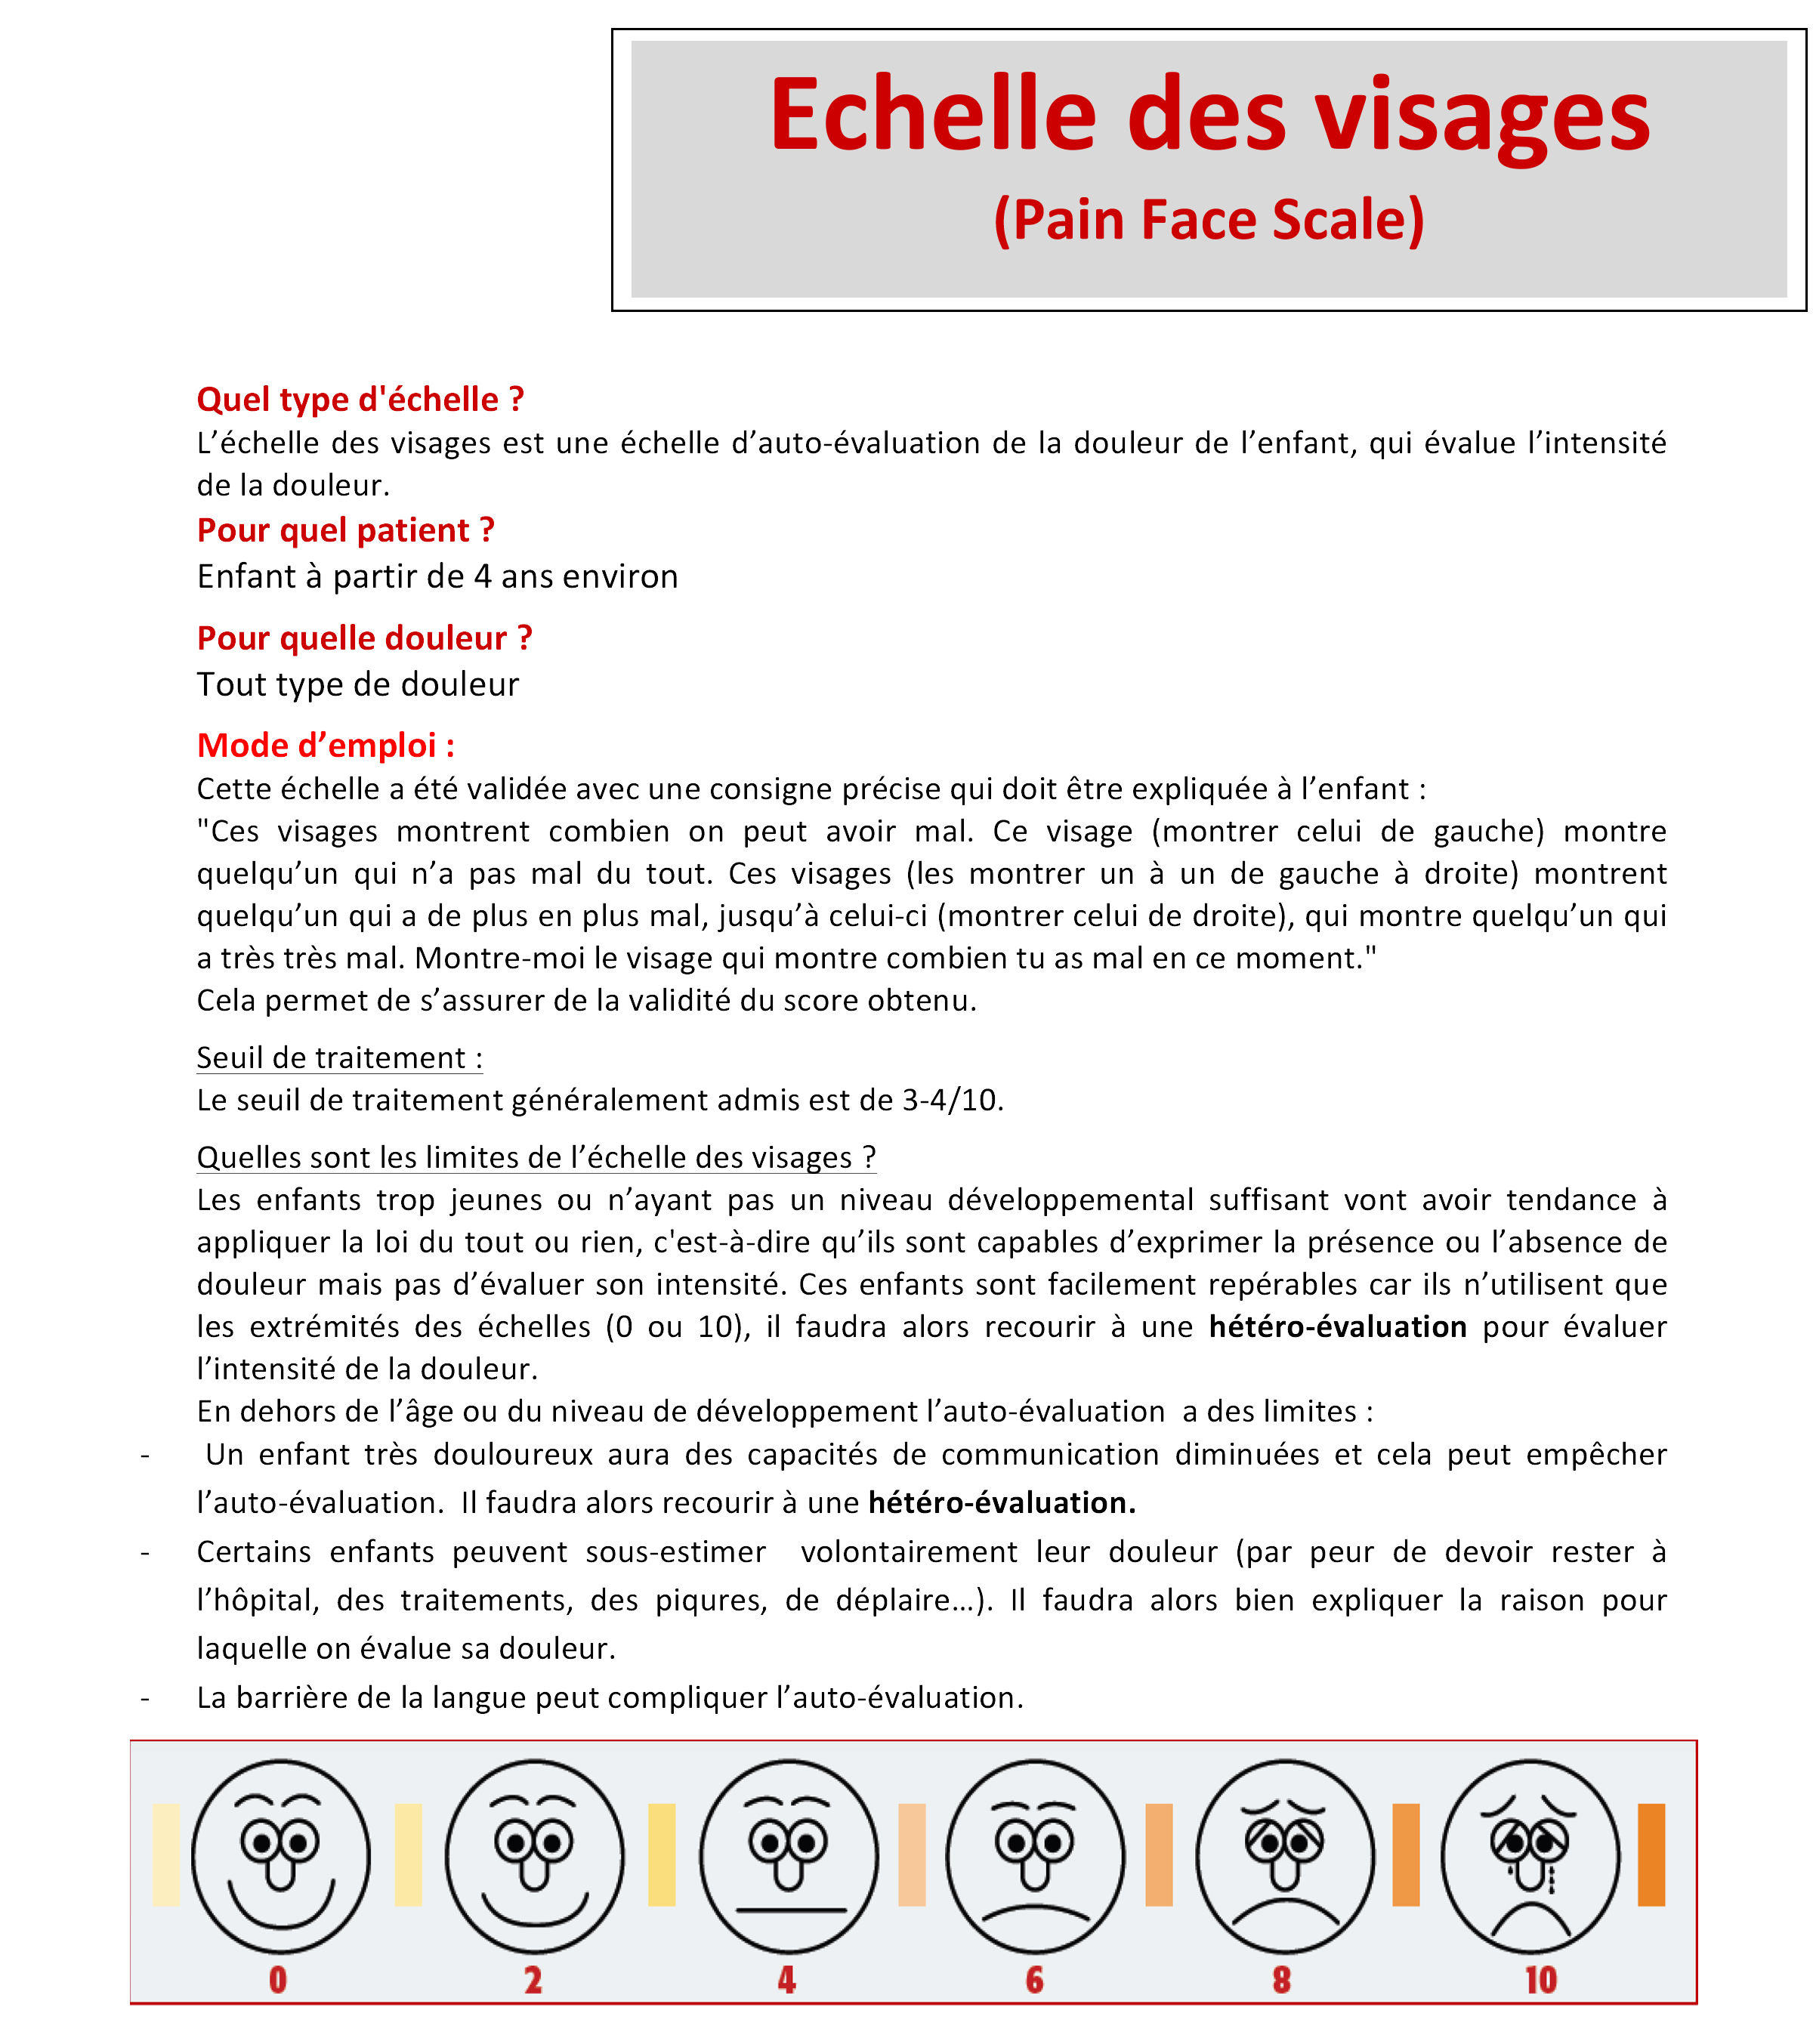 Echelle des visages
(Pain Face Scale)
Quel type d'échelle ?
L’échelle des visages est une échelle d’auto-évaluation de la douleur de l’enfant, qui évalue l’intensité
de la douleur.
Pour quel patient ?
Enfant à partir de 4 ans environ
Pour quelle douleur ?
Tout type de douleur
Mode d’emploi :
Cette échelle a été validée avec une consigne précise qui doit être expliquée à l’enfant :
"Ces visages montrent combien on peut avoir mal. Ce visage (montrer celui de gauche) montre
quelqu’un qui n’a pas mal du tout. Ces visages (les montrer un à un de gauche à droite) montrent
quelqu’un qui a de plus en plus mal, jusqu’à celui-ci (montrer celui de droite), qui montre quelqu’un qui
a très très mal. Montre-moi le visage qui montre combien tu as mal en ce moment."
Cela permet de s’assurer de la validité du score obtenu.
Seuil de traitement :
Le seuil de traitement généralement admis est de 3-4/10.
Quelles sont les limites de l’échelle des visages ?
Les enfants trop jeunes ou n’ayant pas un niveau développemental suffisant vont avoir tendance à
appliquer la loi du tout ou rien, c'est-à-dire qu’ils sont capables d’exprimer la présence ou l’absence de
douleur mais pas d’évaluer son intensité. Ces enfants sont facilement repérables car ils n’utilisent que
les extrémités des échelles (0 ou 10), il faudra alors recourir à une hétéro-évaluation pour évaluer
l’intensité de la douleur.
En dehors de l’âge ou du niveau de développement l’auto-évaluation a des limites :
- Un enfant très douloureux aura des capacités de communication diminuées et cela peut empêcher
l’auto-évaluation. Il faudra alors recourir à une hétéro-évaluation.
- Certains enfants peuvent sous-estimer volontairement leur douleur (par peur de devoir rester à
l’hôpital, des traitements, des piqures, de déplaire…). Il faudra alors bien expliquer la raison pour
laquelle on évalue sa douleur.
- La barrière de la langue peut compliquer l’auto-évaluation.
0 2 4 6 8 10